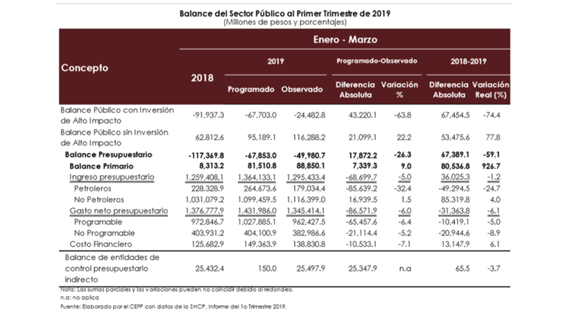 Balance del Sector Público al Primer Trimestre de 2019
(Millones de pesos y porcentajes)
Enero - Marzo
Concepto 2018 2019 Programado-Observado 2018-2019
Programado Observado Diferencia Absoluta Variación % Diferencia Absoluta Variación Real (%)
Balance Público con Inversión de Alto Impacto -91,937.3 -67,703.0 -24,482.8 43,220.1 -63.8 67,454.5 -74.4
Balance Público sin Inversión de Alto Impacto 62,812.6 95,189.1 116,288.2 21,099.1 22.2 53,475.6 77.8
Balance Presupuestario -117,369.8 -67,853.0 -49,980.7 17,872.2 -26.3 67,389.1 -59.1
Balance Primario 8,313.2 81,510.8 88,850.1 7,339.3 9.0 80,536.8 926.7
Ingreso presupuestario 1,259,408.1 1,364,133.1 1,295,433.4 -68,699.7 -5.0 36,025.3 -1.2
Petroleros 228,328.9 264,673.6 179,034.4 -85,639.2 -32.4 -49,294.5 -24.7
No Petroleros 1,031,079.2 1,099,459.5 1,116,399.0 16,939.5 1.5 85,319.8 4.0
Gasto neto presupuestario 1,376,777.9 1,431,986.0 1,345,414.1 -86,571.9 -6.0 -31,363.8 -6.1
Programable 972,846.7 1,027,885.1 962,427.5 -65,457.6 -6.4 -10,419.1 -5.0
No Programable 403,931.2 404,100.9 382,986.6 -21,114.4 -5.2 -20,944.6 -8.9
Costo Financiero 125,682.9 149,363.9 138,830.8 -10,533.1 -7.1 13,147.9 6.1
Balance de entidades de control presupuestario indirecto 25,432.4 150.0 25,497.9 25,347.9 n.a 65.5 -3.7
Nota: Las sumas parciales y las variaciones pueden no coincidir debido al redondeo.
n.a: no aplica
Fuente: Elaborado por el CEFP con datos de la SHCP, Informe del 1o Trimestre 2019.